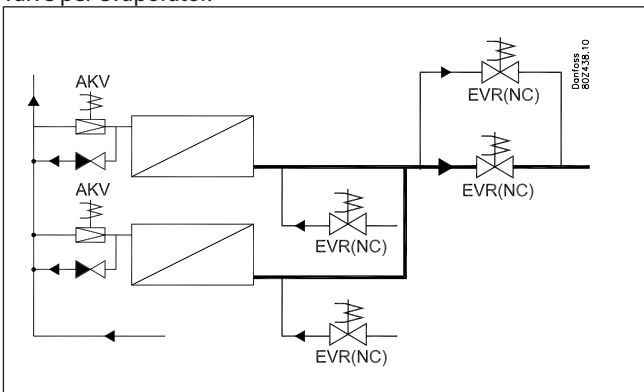 valve per evaporator.
AKV
EVR(NC)
Danfoss
80Z438.10
EVR(NC)
AKV
EVR(NC)
EVR(NC)